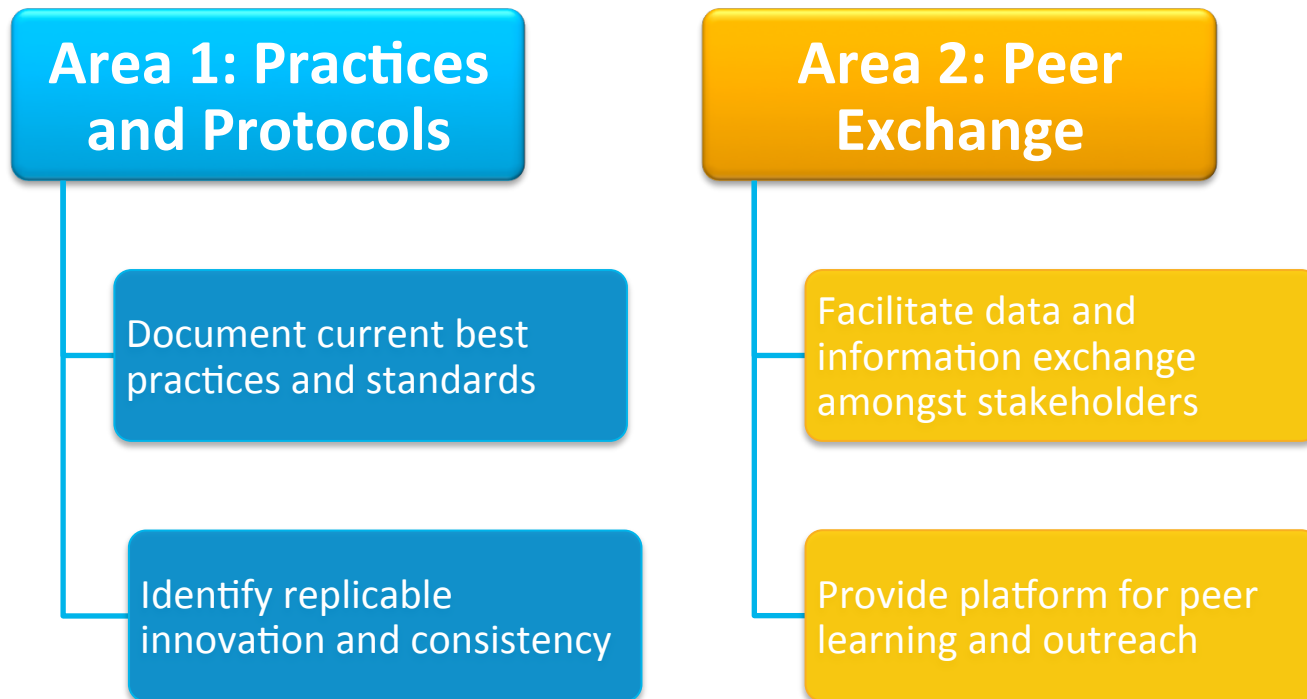 Area 1: Practices
and Protocols
Document current best
practices and standards
Identify replicable
innovation and consistency
Area 2: Peer
Exchange
Facilitate data and
information exchange
amongst stakeholders
Provide platform for peer
learning and outreach